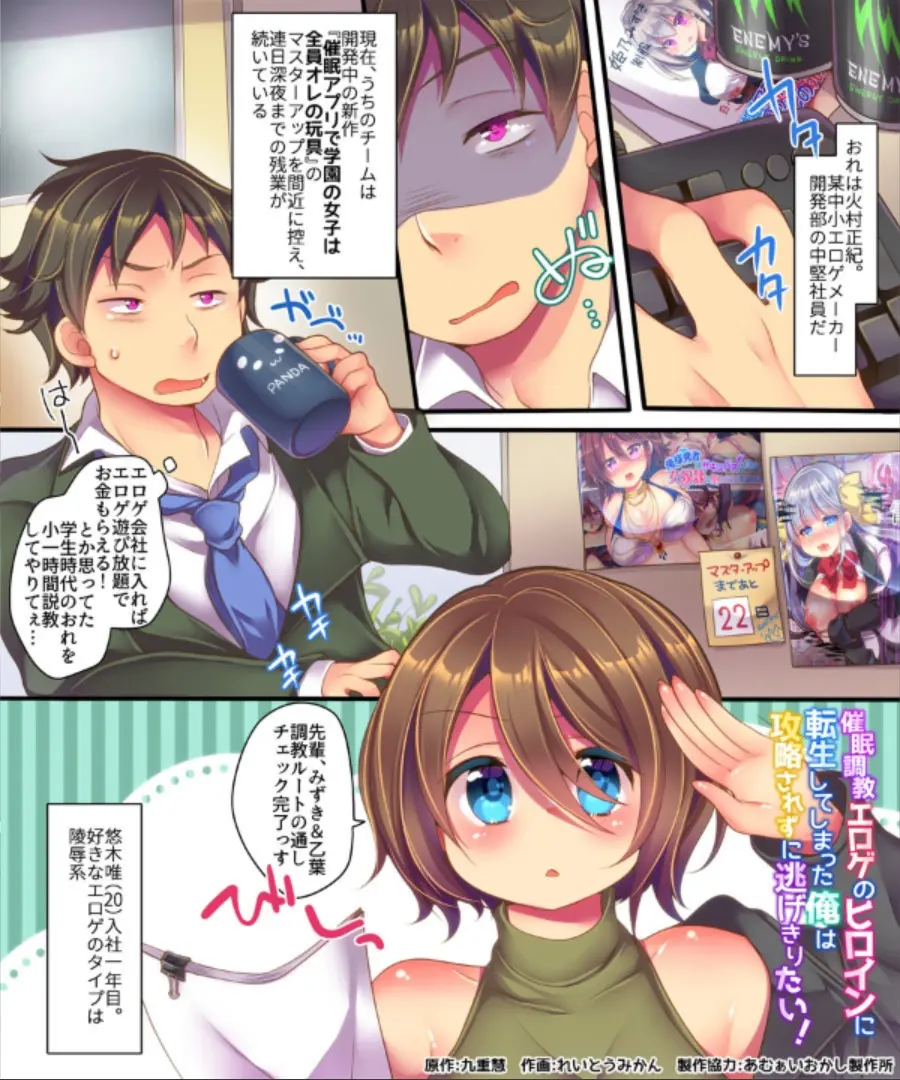 おれは火村正紀。
某中小エロゲメーカー
開発部の中堅社員だ
ENEMY'S
ENERGY DRINK
ENEMY
ENERGY DR
カタ
カタ
現在、うちのチームは
開発中の新作
『催眠アプリで学園の女子は
全員オレの玩具』の
マスターアップを間近に控え、
連日深夜までの残業が
続いている
ガバッ
PANDA
はー
エロゲ会社に入れば
エロゲ遊び放題で
お金もらえる!
とか思ってた
学生時代のおれを
小一時間説教
してやりてぇ…
カキ
カキ
マスターアップ
まであと
22
日
催眠調教エロゲのヒロインに
転生してしまった俺は
攻略されずに逃げきりたい!
先輩、みずき&乙葉
調教ルートの通し
チェック完了っす
びしっ
悠木唯(20)入社一年目。
好きなエロゲのタイプは
陵辱系
原作:九重慧 作画:れいとうみかん 製作協力:あむぁいおかし製作所